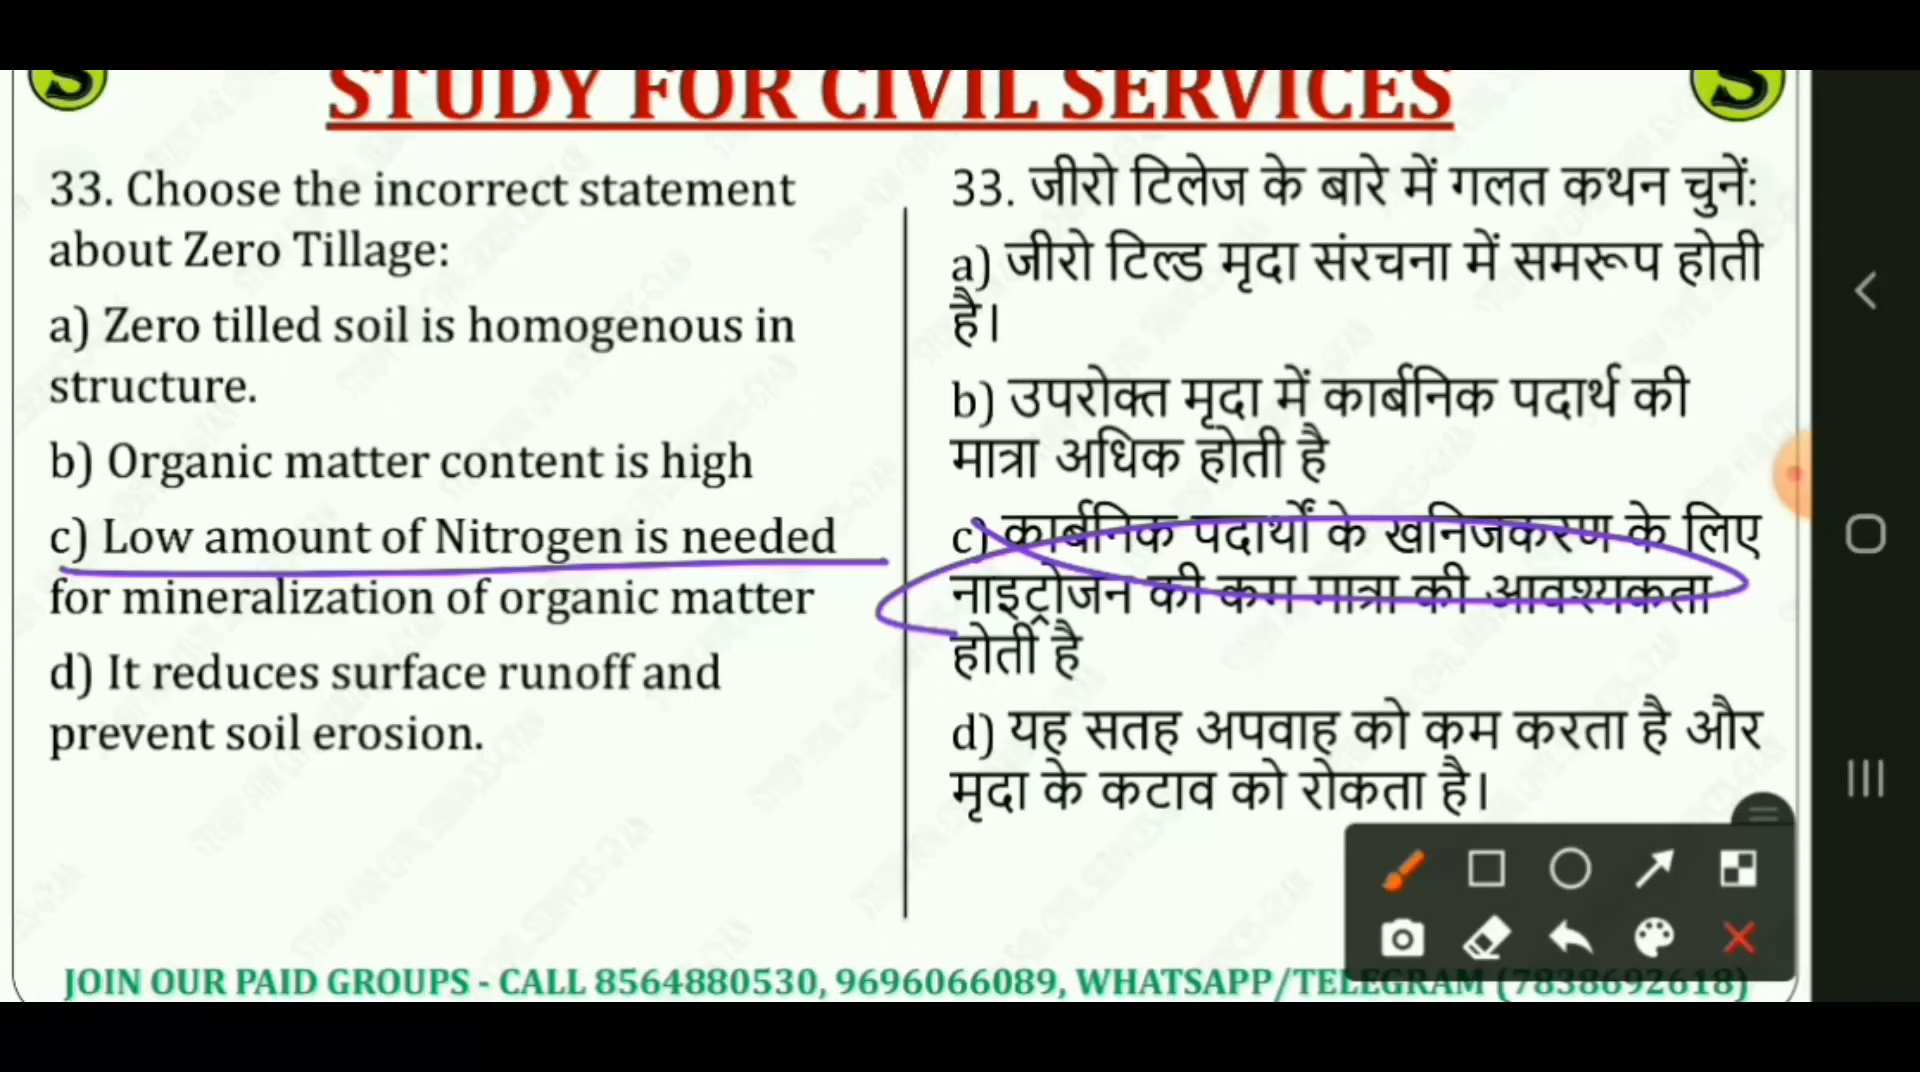 S
STUDY FOR CIVIL SERVICES
S
33. Choose the incorrect statement
about Zero Tillage:
a) Zero tilled soil is homogenous in
structure.
b) Organic matter content is high
c) Low amount of Nitrogen is needed
for mineralization of organic matter
d) It reduces surface runoff and
prevent soil erosion.
33. जीरो टिलेज के बारे में गलत कथन चुनें:
a) जीरो टिल्ड मृदा संरचना में समरूप होती
है।
b) उपरोक्त मृदा में कार्बनिक पदार्थ की
मात्रा अधिक होती है
c) कार्बनिक पदार्थों के खनिजकरण के लिए
नाइट्रोजन की कम मात्रा की आवश्यकता
होती है
d) यह सतह अपवाह को कम करता है और
मृदा के कटाव को रोकता है।
JOIN OUR PAID GROUPS - CALL 8564880530, 9696066089, WHATSAPP/TELEGRAM (7838692618)